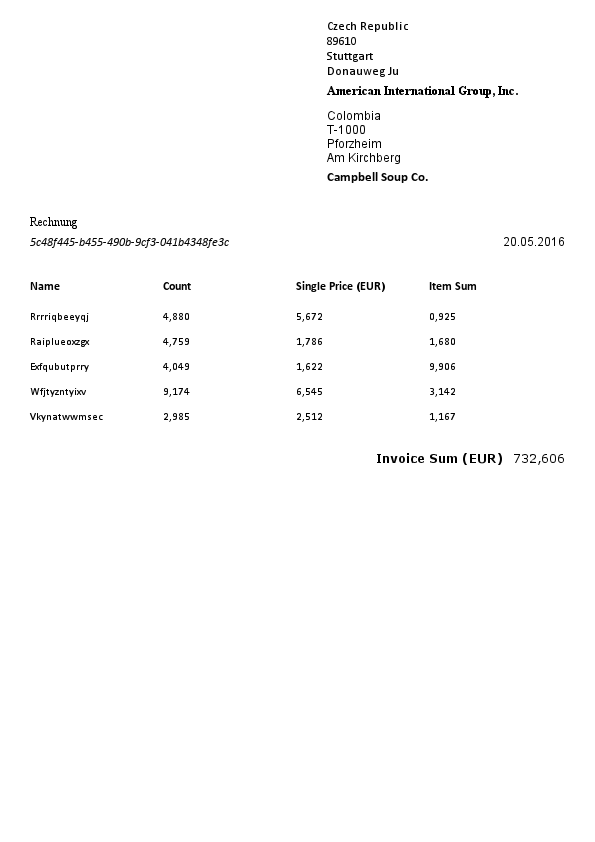 Czech Republic
89610
Stuttgart
Donauweg Ju
American International Group, Inc.
Colombia
T-1000
Pforzheim
Am Kirchberg
Campbell Soup Co.
Rechnung
5c48f445-b455-490b-9cf3-041b4348fe3c 20.05.2016
Name Count Single Price (EUR) Item Sum
Rrrriqbeeyqj 4,880 5,672 0,925
Raiplueoxzgx 4,759 1,786 1,680
Exfqubutprry 4,049 1,622 9,906
Wfjtyzntyixv 9,174 6,545 3,142
Vkynatwwmsec 2,985 2,512 1,167
Invoice Sum (EUR) 732,606